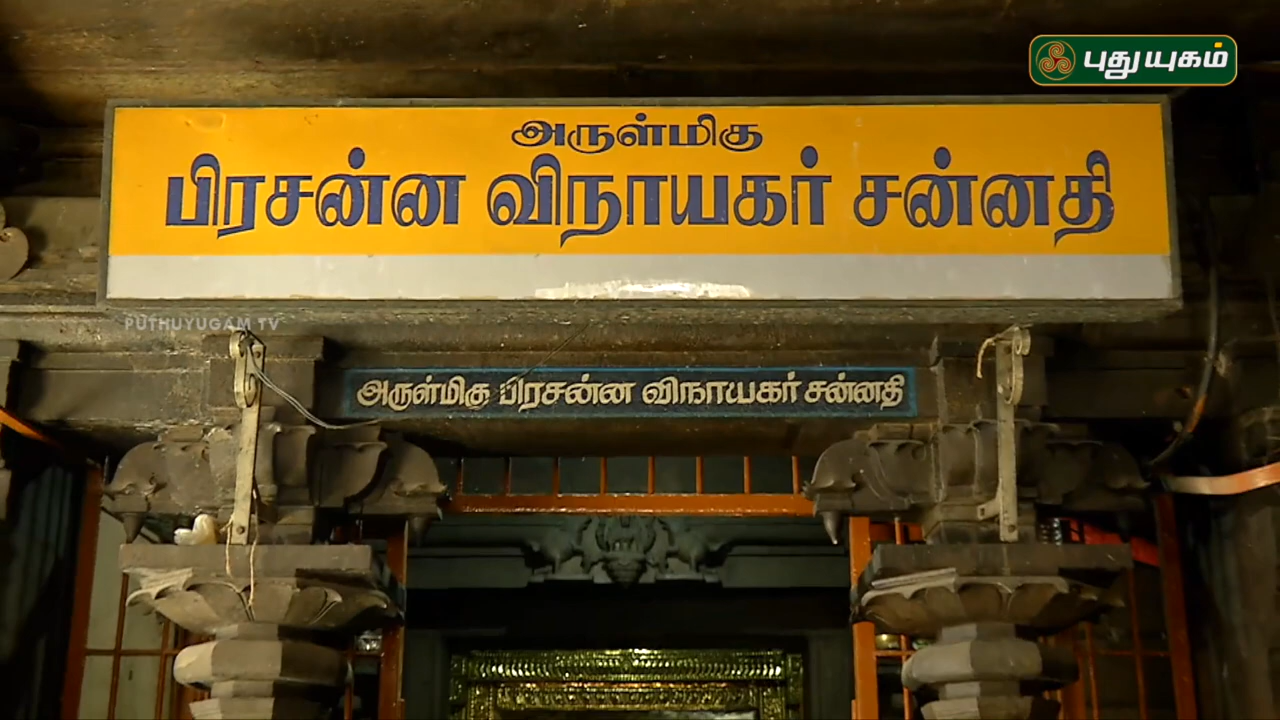 புதுயுகம்
அருள்மிகு
பிரசன்ன விநாயகர் சன்னதி
PUTHUYUGAM TV
அருள்மிகு பிரசன்ன விநாயகர் சன்னதி